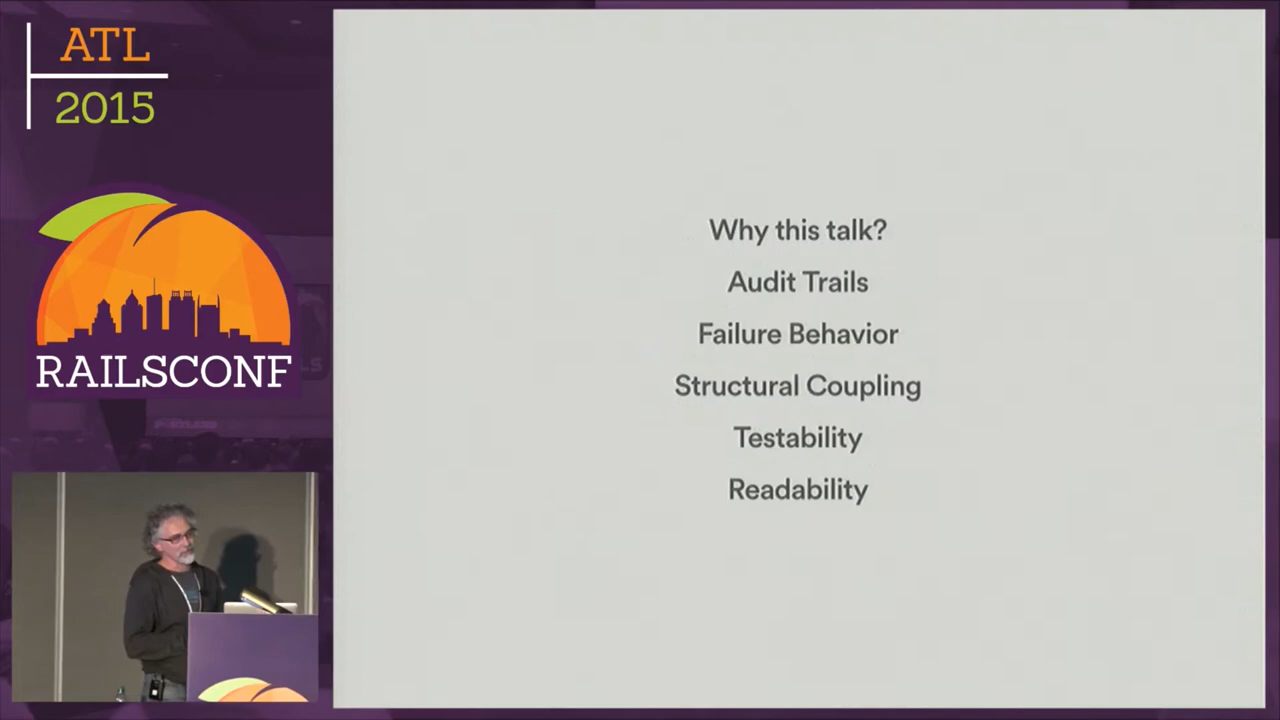 ATL
2015
RAILSCONF
Why this talk?
Audit Trails
Failure Behavior
Structural Coupling
Testability
Readability